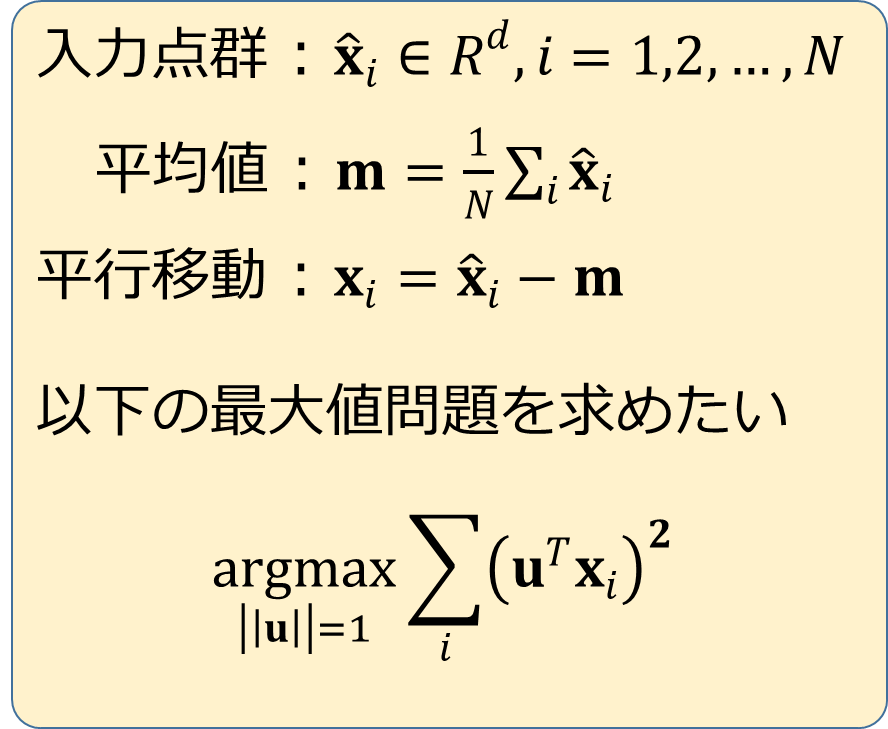 入力点群：x̂ᵢ ∈ Rᵈ, i = 1,2, … , N
平均値：m = 1/N ∑ᵢ x̂ᵢ
平行移動：xᵢ = x̂ᵢ − m
以下の最大値問題を求めたい
argmax ||u||=1 ∑ᵢ (uᵀxᵢ)²